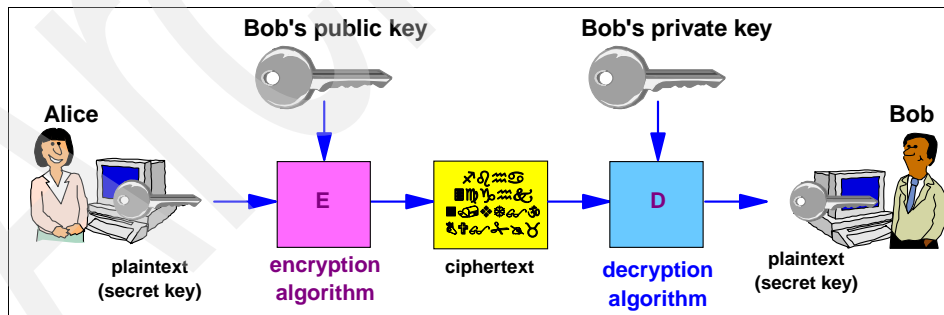 Bob's public key
Bob's private key
Alice
Bob
E
D
plaintext
(secret key)
encryption
algorithm
ciphertext
decryption
algorithm
plaintext
(secret key)